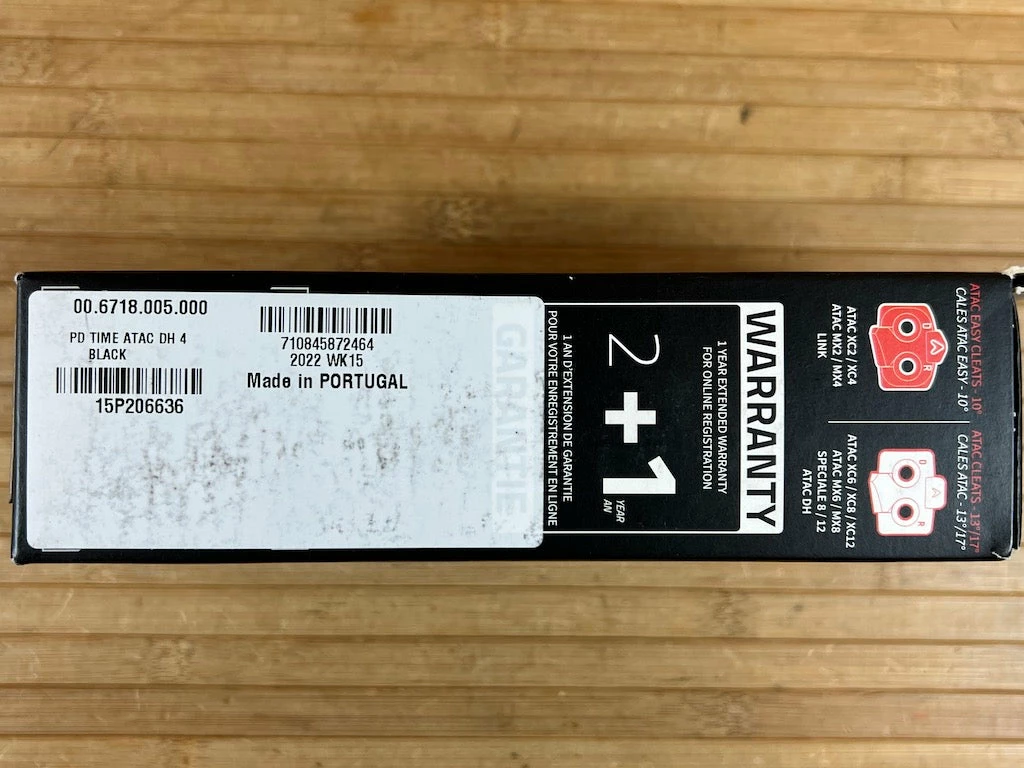 00.6718.005.000
PD TIME ATAC DH 4
BLACK
15P206636
710845872464
2022 WK15
Made in PORTUGAL
GARANTIE
POUR VOTRE ENREGISTREMENT EN LIGNE
1 AN D'EXTENSION DE GARANTIE
2+1
YEAR
AN
1 YEAR EXTENDED WARRANTY
FOR ONLINE REGISTRATION
WARRANTY
ATAC EASY CLEATS - 10°
CALES ATAC EASY - 10°
D
R
ATAC XC2 / XC4
ATAC MX2 / MX4
LINK
ATAC CLEATS - 13°/17°
CALES ATAC - 13°/17°
D
R
ATAC XC6 / XC8 / XC12
ATAC MX6 / MX8
SPECIALE 8 / 12
ATAC DH